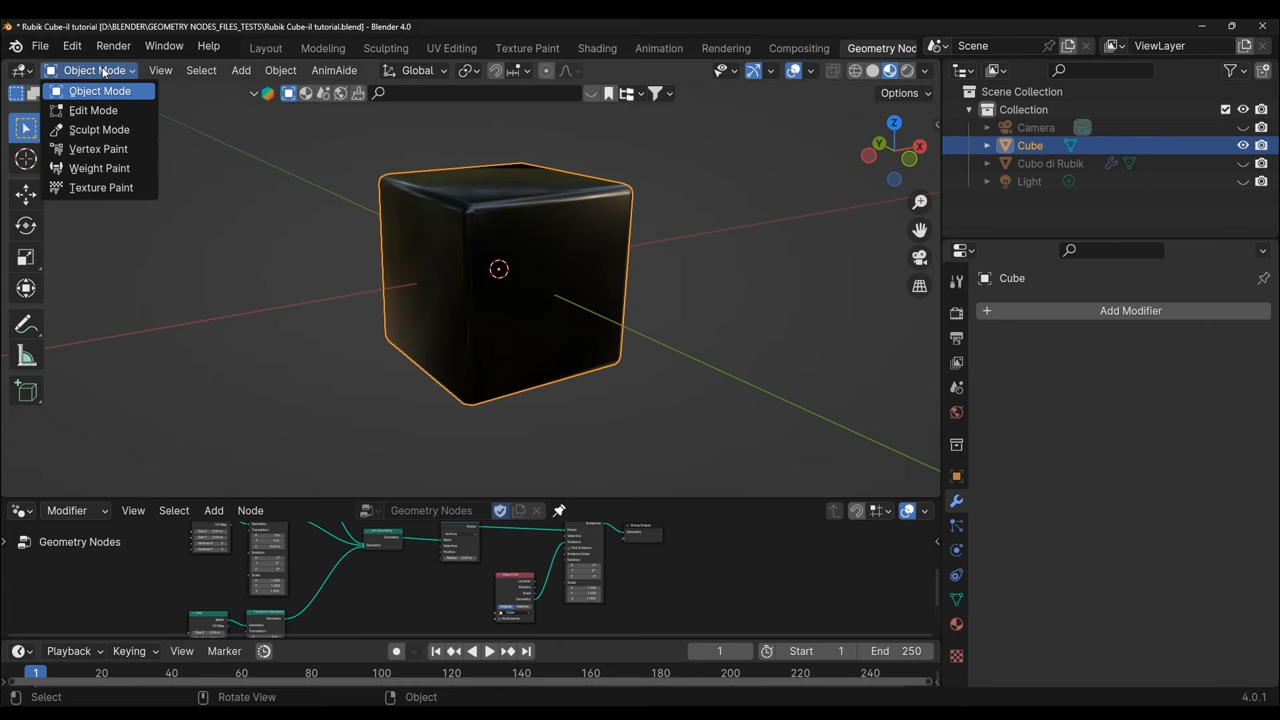 * Rubik Cube-il tutorial [D:\BLENDER\GEOMETRY NODES_FILES_TESTS\Rubik Cube-il tutorial.blend] - Blender 4.0
File Edit Render Window Help Layout Modeling Sculpting UV Editing Texture Paint Shading Animation Rendering Compositing Geometry Noc Scene ViewLayer
Object Mode View Select Add Object AnimAide Global
Options
Object Mode
Edit Mode
Sculpt Mode
Vertex Paint
Weight Paint
Texture Paint
Z
Y
X
Scene Collection
Collection
Camera
Cube
Cubo di Rubik
Light
Cube
+ Add Modifier
Modifier View Select Add Node Geometry Nodes
Geometry Nodes
Playback Keying View Marker 1 Start 1 End 250
1 20 40 60 80 100 120 140 160 180 200 220 240
Select Rotate View Object 4.0.1